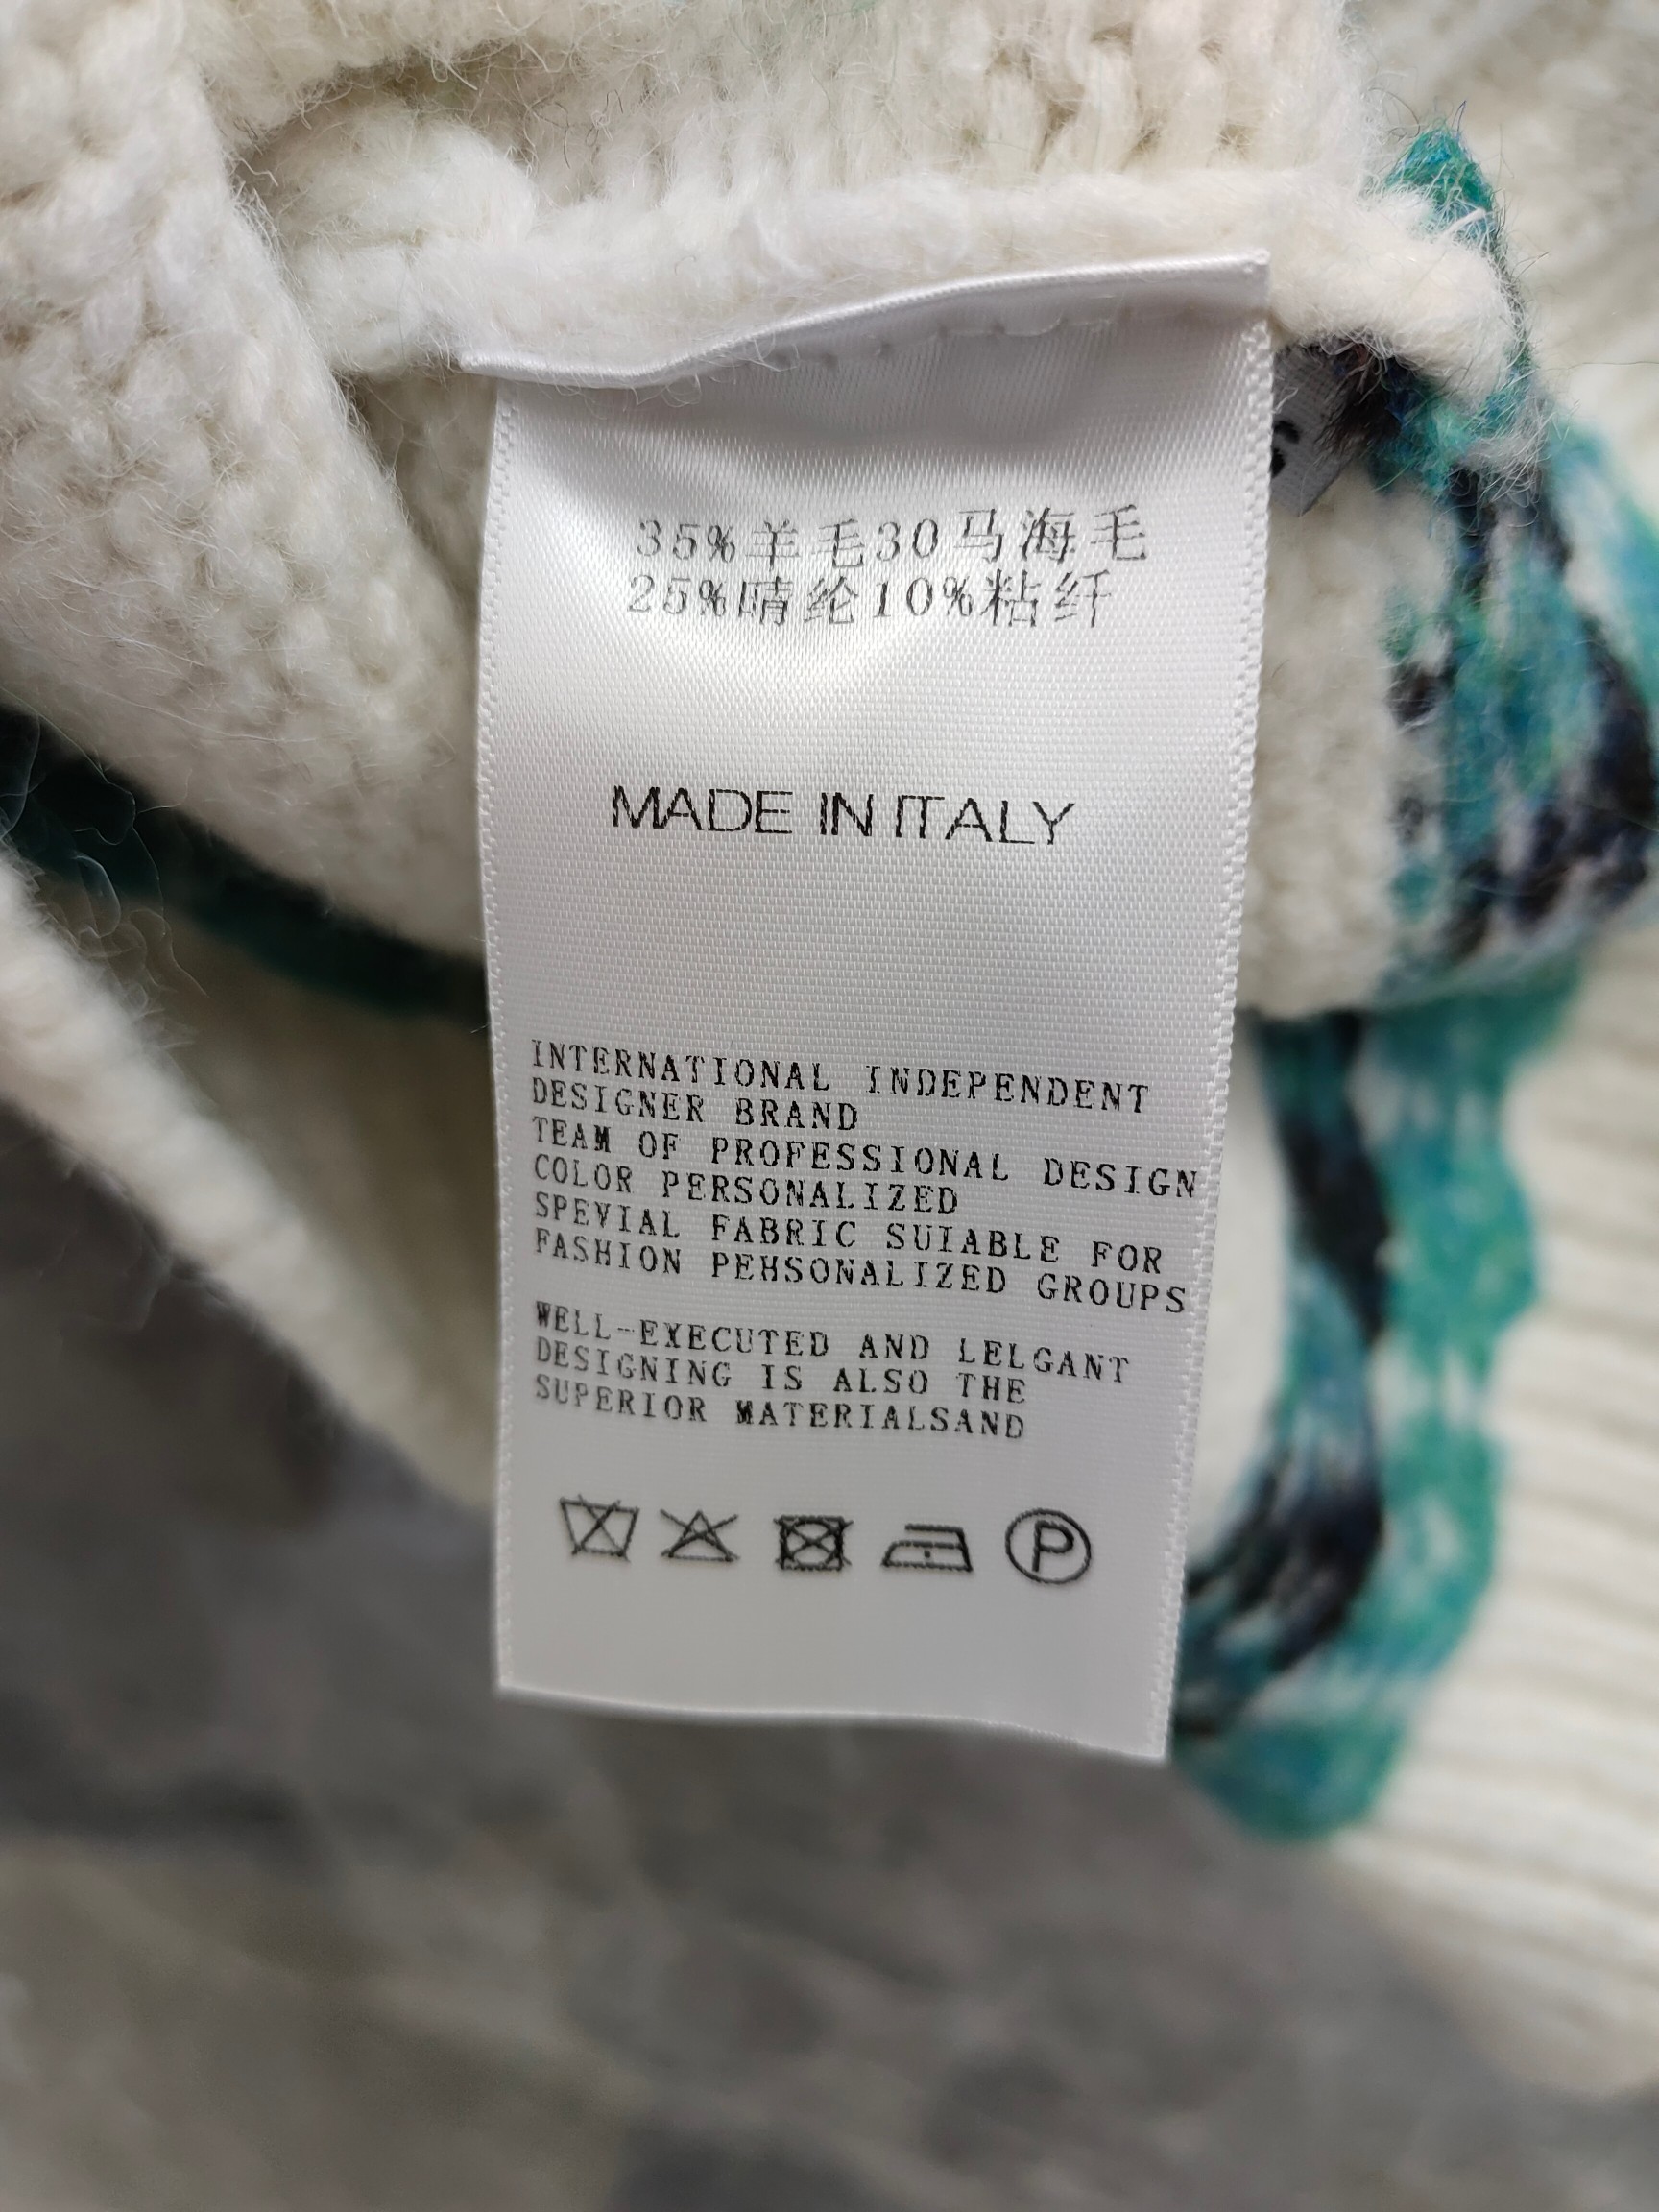 35%羊毛30马海毛
25%晴纶10%粘纤
MADE IN ITALY
INTERNATIONAL INDEPENDENT
DESIGNER BRAND
TEAM OF PROFESSIONAL DESIGN
COLOR PERSONALIZED
SPEVIAL FABRIC SUIABLE FOR
FASHION PEHSONALIZED GROUPS
WELL-EXECUTED AND LELGANT
DESIGNING IS ALSO THE
SUPERIOR MATERIALSAND
P